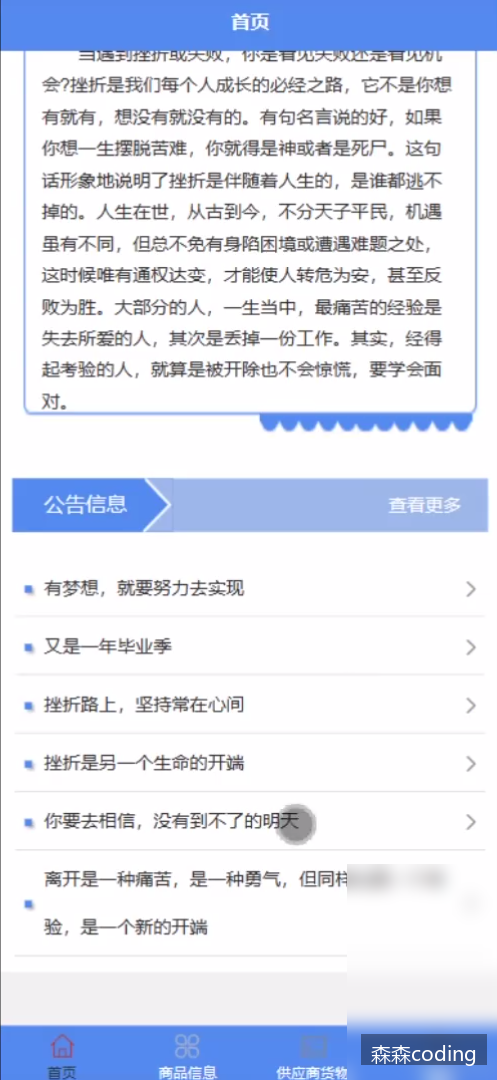 首页
当遇到挫折或失败，你是看见失败还是看见机
会?挫折是我们每个人成长的必经之路，它不是你想
有就有，想没有就没有的。有句名言说的好，如果
你想一生摆脱苦难，你就得是神或者是死尸。这句
话形象地说明了挫折是伴随着人生的，是谁都逃不
掉的。人生在世，从古到今，不分天子平民，机遇
虽有不同，但总不免有身陷困境或遭遇难题之处，
这时候唯有通权达变，才能使人转危为安，甚至反
败为胜。大部分的人，一生当中，最痛苦的经验是
失去所爱的人，其次是丢掉一份工作。其实，经得
起考验的人，就算是被开除也不会惊慌，要学会面
对。
公告信息
查看更多
有梦想，就要努力去实现
又是一年毕业季
挫折路上，坚持常在心间
挫折是另一个生命的开端
你要去相信，没有到不了的明天
离开是一种痛苦，是一种勇气，但同样
验，是一个新的开端
首页
商品信息
供应商货物
森森coding